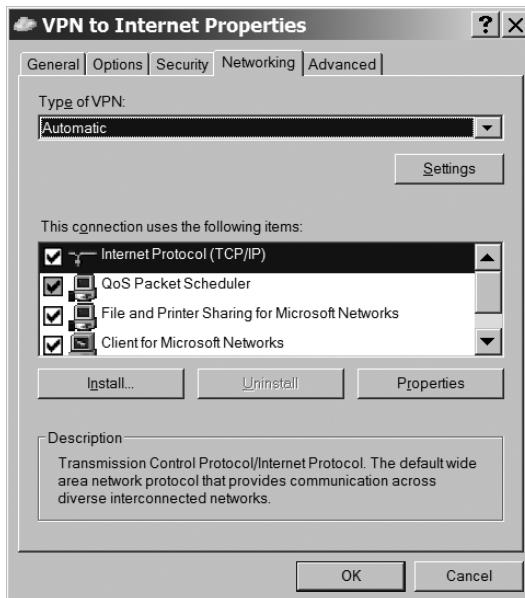 VPN to Internet Properties
General Options Security Networking Advanced
Type of VPN:
Automatic
Settings
This connection uses the following items:
Internet Protocol (TCP/IP)
QoS Packet Scheduler
File and Printer Sharing for Microsoft Networks
Client for Microsoft Networks
Install... Uninstall Properties
Description
Transmission Control Protocol/Internet Protocol. The default wide
area network protocol that provides communication across
diverse interconnected networks.
OK Cancel